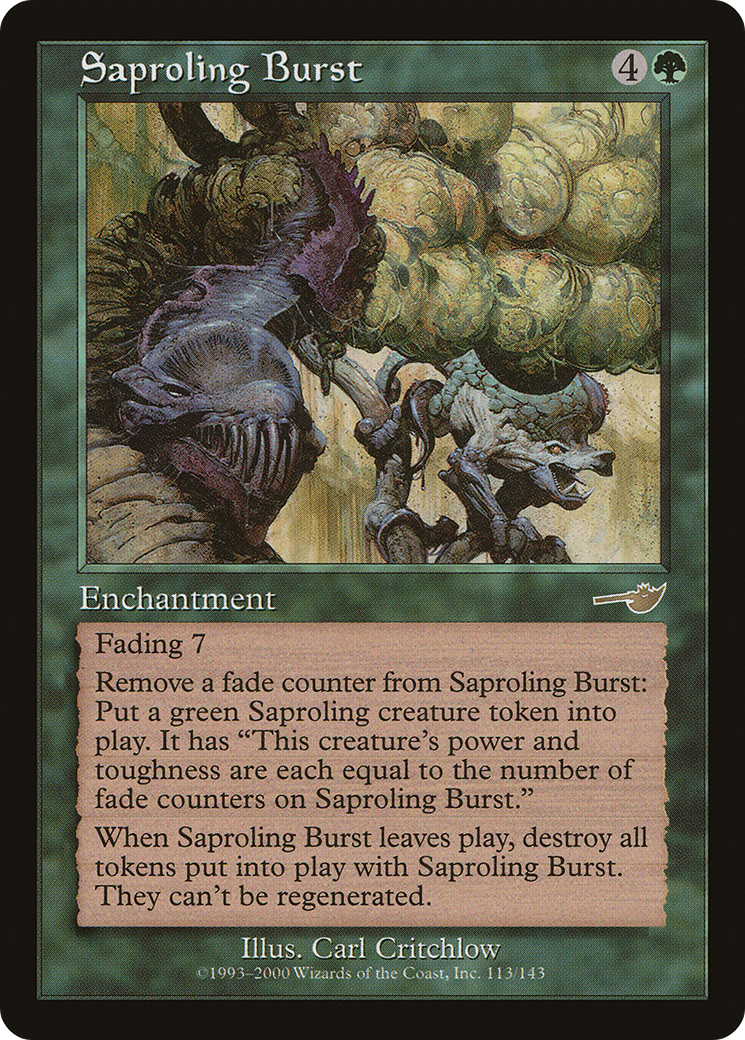 Saproling Burst 4
Enchantment
Fading 7
Remove a fade counter from Saproling Burst:
Put a green Saproling creature token into
play. It has “This creature’s power and
toughness are each equal to the number of
fade counters on Saproling Burst.”
When Saproling Burst leaves play, destroy all
tokens put into play with Saproling Burst.
They can’t be regenerated.
Illus. Carl Critchlow
©1993–2000 Wizards of the Coast, Inc. 113/143